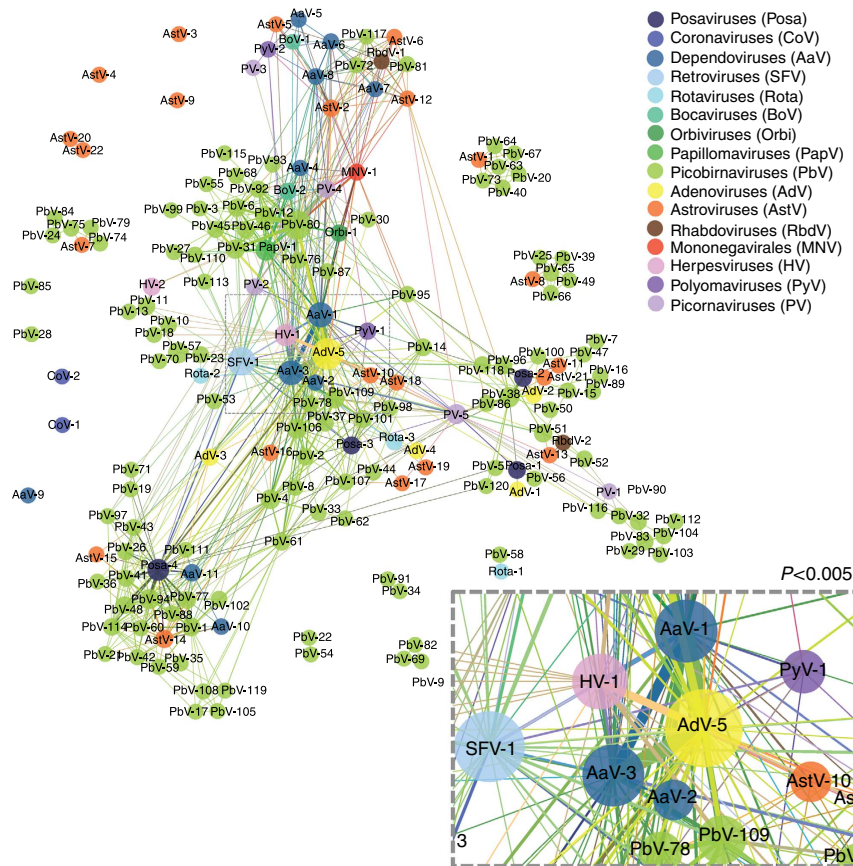 AaV-5
AstV-5
PbV-117
AstV-3
BoV-1
AaV-6
AstV-6
PyV-2
RbdV-1
PV-3
PbV-72
PbV-81
AstV-4
AaV-8
AaV-7
AstV-9
AstV-2
AstV-12
AstV-20
AstV-22
PbV-115
PbV-93
AaV-4
MNV-1
PbV-68
PbV-55
PbV-92
BoV-2
PV-4
PbV-64
AstV-1
PbV-67
PbV-63
PbV-73
PbV-20
PbV-40
PbV-84
PbV-75
PbV-79
PbV-24
PbV-74
AstV-7
PbV-99
PbV-3
PbV-6
PbV-12
PbV-45
PbV-46
PbV-80
PbV-30
Orbi-1
PbV-27
PbV-31
PapV-1
PbV-110
PbV-76
PbV-87
PbV-25
PbV-39
PbV-65
AstV-8
PbV-49
PbV-66
PbV-85
HV-2
PbV-113
PV-2
PbV-95
PbV-11
PbV-13
PbV-10
PbV-18
PbV-28
AaV-1
HV-1
PyV-1
PbV-14
PbV-57
PbV-70
PbV-23
SFV-1
AdV-5
Rota-2
AaV-3
AaV-2
AstV-10
AstV-18
CoV-2
CoV-1
PbV-7
PbV-100
PbV-47
PbV-96
AstV-11
PbV-118
Posa-2
AstV-21
PbV-16
PbV-89
PbV-38
AdV-2
PbV-15
PbV-86
PbV-50
PbV-53
PbV-109
PbV-78
PbV-98
PbV-37
PbV-101
PbV-106
PV-5
PbV-51
RbdV-2
AstV-13
PbV-52
AdV-3
AstV-16
PbV-2
Posa-3
Rota-3
AdV-4
AstV-19
PbV-44
AstV-17
PbV-107
PbV-5
Posa-1
PbV-56
PbV-120
AdV-1
PV-1
PbV-90
PbV-71
PbV-19
AaV-9
PbV-8
PbV-4
PbV-33
PbV-62
PbV-116
PbV-32
PbV-112
PbV-83
PbV-104
PbV-29
PbV-103
PbV-97
PbV-43
PbV-61
PbV-26
PbV-111
AstV-15
Posa-4
PbV-41
AaV-11
PbV-36
PbV-58
Rota-1
PbV-91
PbV-34
PbV-94
PbV-77
PbV-48
PbV-88
PbV-102
PbV-114
PbV-60
PbV-1
AaV-10
AstV-14
PbV-21
PbV-42
PbV-35
PbV-59
PbV-22
PbV-54
PbV-82
PbV-69
PbV-9
PbV-108
PbV-119
PbV-17
PbV-105
Posaviruses (Posa)
Coronaviruses (CoV)
Dependoviruses (AaV)
Retroviruses (SFV)
Rotaviruses (Rota)
Bocaviruses (BoV)
Orbiviruses (Orbi)
Papillomaviruses (PapV)
Picobirnaviruses (PbV)
Adenoviruses (AdV)
Astroviruses (AstV)
Rhabdoviruses (RbdV)
Mononegavirales (MNV)
Herpesviruses (HV)
Polyomaviruses (PyV)
Picornaviruses (PV)
P<0.005
AaV-1
HV-1
PyV-1
AdV-5
SFV-1
AaV-3
AaV-2
AstV-10
As
3
PbV-78
PbV-109
PbV